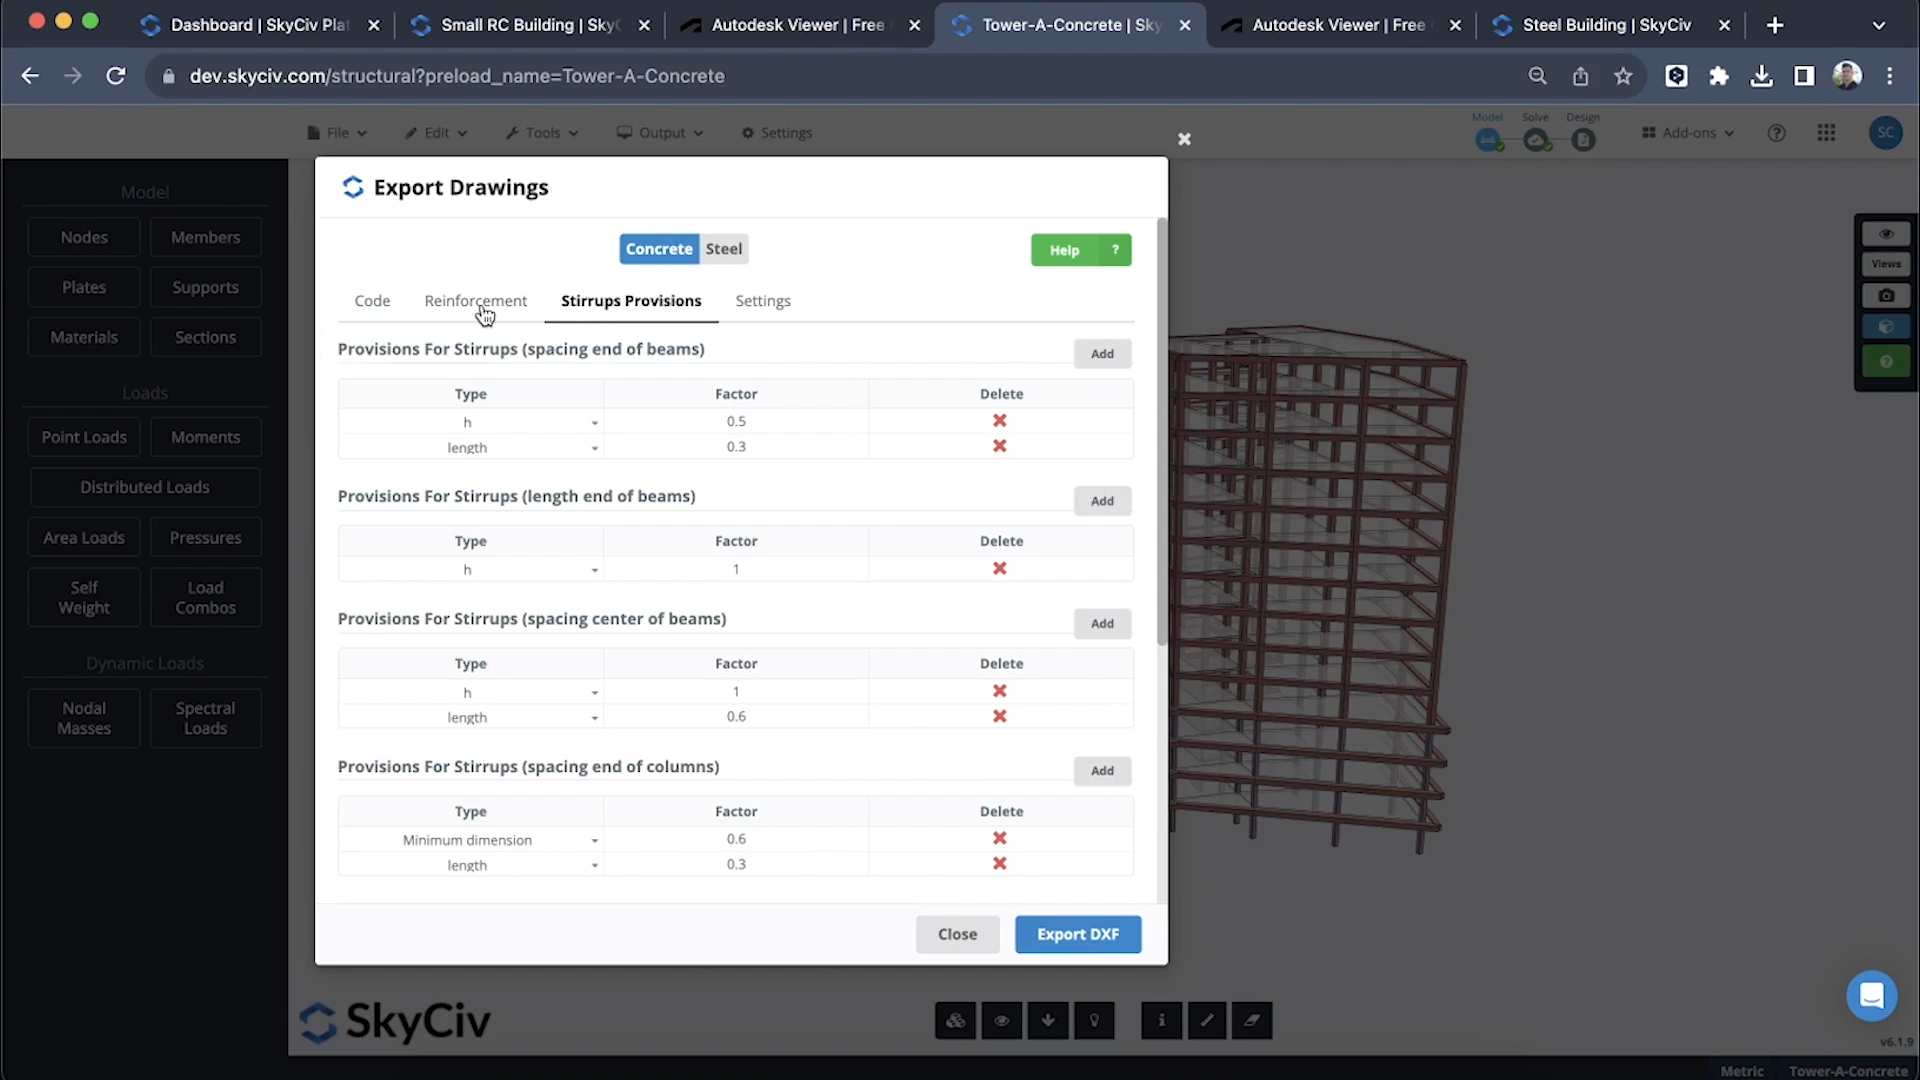 Dashboard | SkyCiv Plat
Small RC Building | SkyC
Autodesk Viewer | Free
Tower-A-Concrete | Sky
Autodesk Viewer | Free
Steel Building | SkyCiv
dev.skyciv.com/structural?preload_name=Tower-A-Concrete
File
Edit
Tools
Output
Settings
Model
Solve
Design
Add-ons
SC
Export Drawings
Concrete
Steel
Help ?
Code
Reinforcement
Stirrups Provisions
Settings
Provisions For Stirrups (spacing end of beams)
Add
Type Factor Delete
h 0.5
length 0.3
Provisions For Stirrups (length end of beams)
Add
Type Factor Delete
h 1
Provisions For Stirrups (spacing center of beams)
Add
Type Factor Delete
h 1
length 0.6
Provisions For Stirrups (spacing end of columns)
Add
Type Factor Delete
Minimum dimension 0.6
length 0.3
Close
Export DXF
Model
Nodes
Members
Plates
Supports
Materials
Sections
Loads
Point Loads
Moments
Distributed Loads
Area Loads
Pressures
Self
Weight
Load
Combos
Dynamic Loads
Nodal
Masses
Spectral
Loads
Views
SkyCiv
v6.1.9
Metric
Tower-A-Concrete